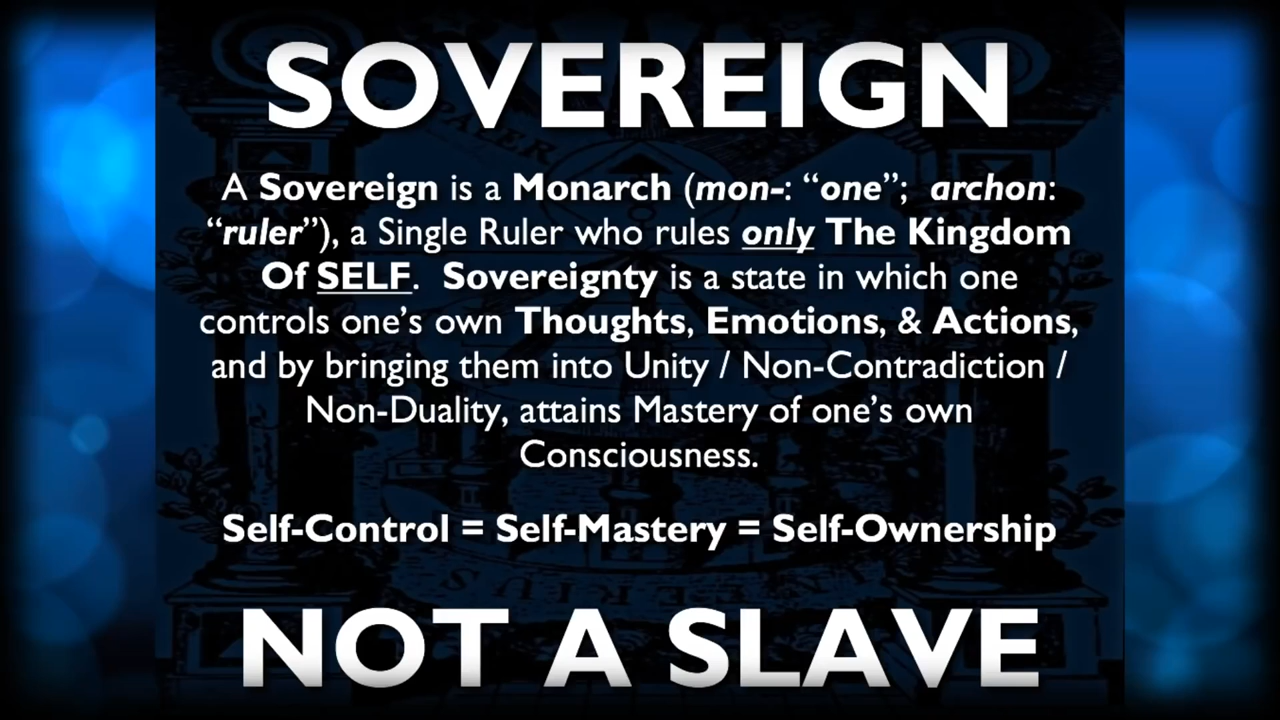 SOVEREIGN
A Sovereign is a Monarch (mon-: “one”;  archon:
“ruler”), a Single Ruler who rules only The Kingdom
Of SELF.  Sovereignty is a state in which one
controls one’s own Thoughts, Emotions, & Actions,
and by bringing them into Unity / Non-Contradiction /
Non-Duality, attains Mastery of one’s own
Consciousness.
Self-Control = Self-Mastery = Self-Ownership
NOT A SLAVE